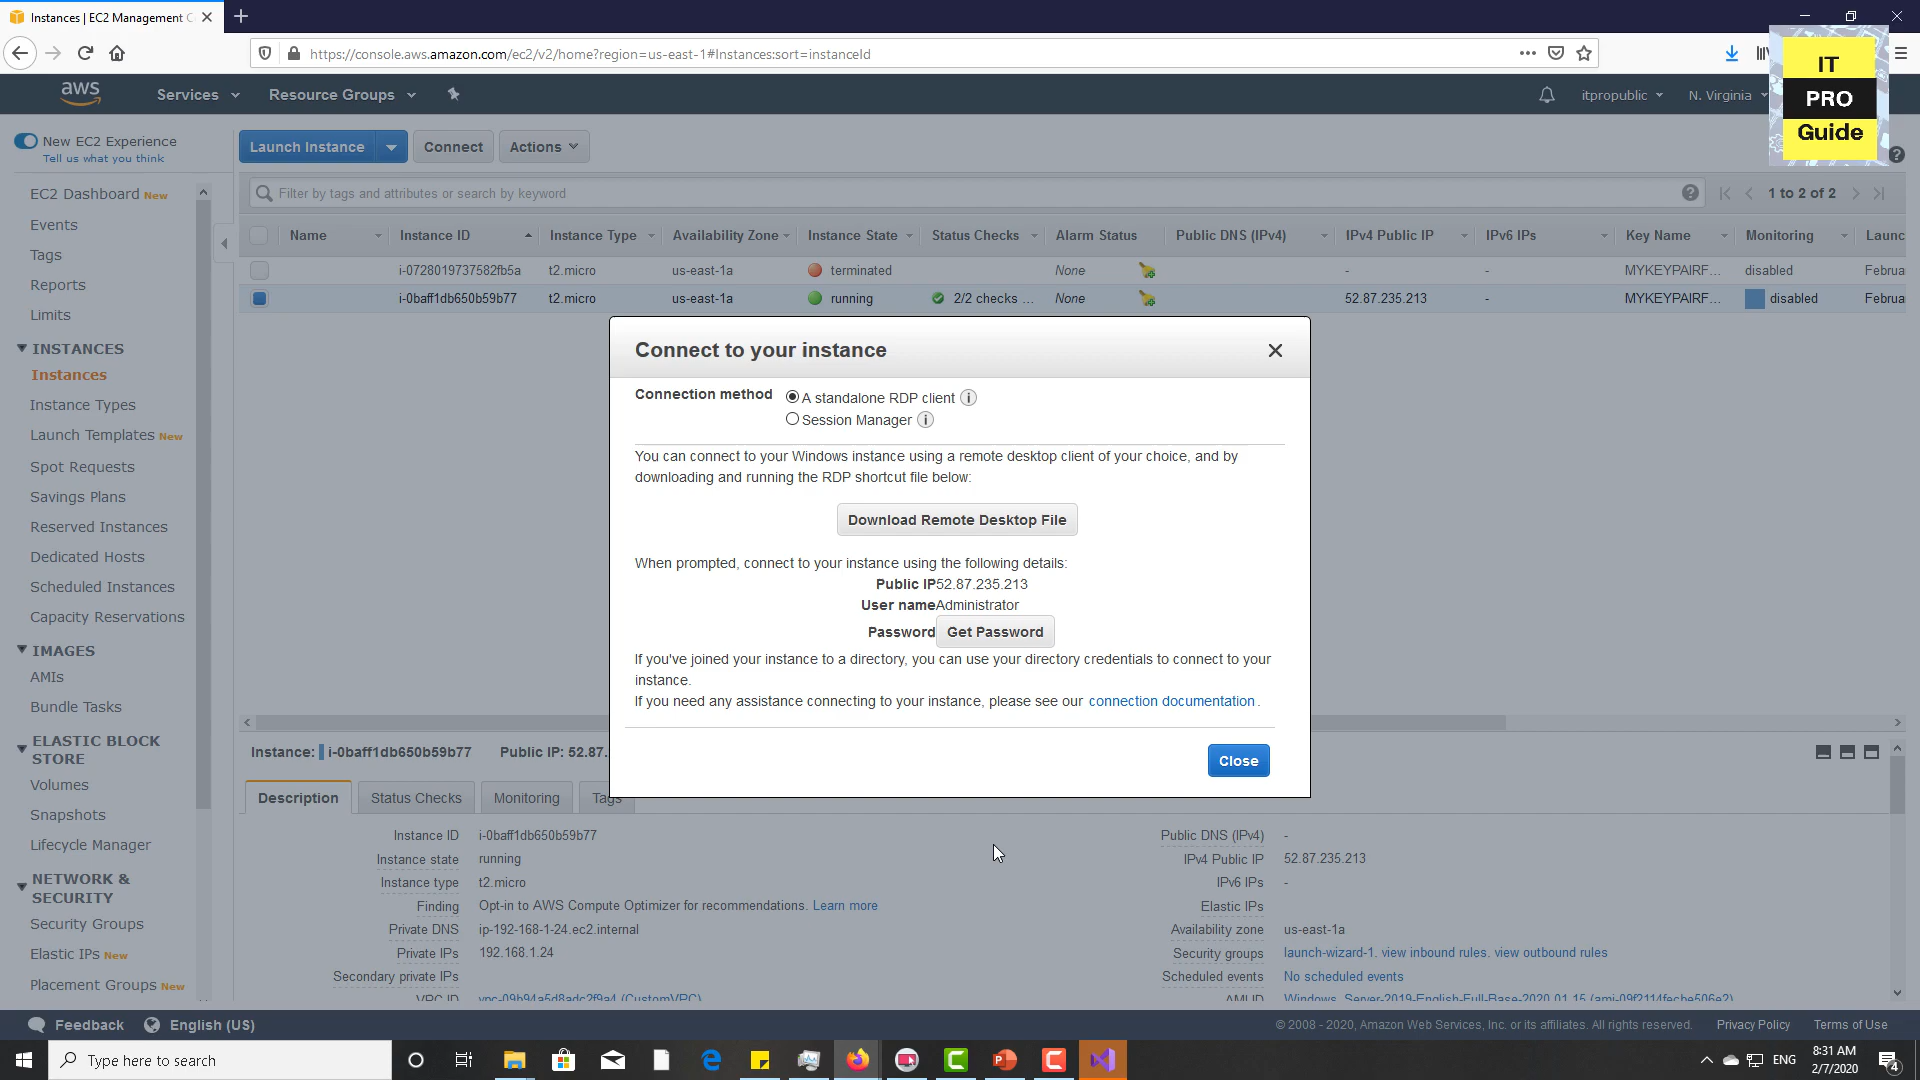 Instances | EC2 Management C
https://console.aws.amazon.com/ec2/v2/home?region=us-east-1#Instances:sort=instanceId
IT
PRO
Guide
aws
Services
Resource Groups
itpropublic
N. Virginia
New EC2 Experience
Tell us what you think
Launch Instance
Connect
Actions
EC2 Dashboard New
Events
Tags
Reports
Limits
INSTANCES
Instances
Instance Types
Launch Templates New
Spot Requests
Savings Plans
Reserved Instances
Dedicated Hosts
Scheduled Instances
Capacity Reservations
IMAGES
AMIs
Bundle Tasks
ELASTIC BLOCK
STORE
Volumes
Snapshots
Lifecycle Manager
NETWORK &
SECURITY
Security Groups
Elastic IPs New
Placement Groups New
Filter by tags and attributes or search by keyword
1 to 2 of 2
Name Instance ID Instance Type Availability Zone Instance State Status Checks Alarm Status Public DNS (IPv4) IPv4 Public IP IPv6 IPs Key Name Monitoring Launc
i-0728019737582fb5a t2.micro us-east-1a terminated None - - MYKEYPAIRF... disabled Februa
i-0baff1db650b59b77 t2.micro us-east-1a running 2/2 checks ... None 52.87.235.213 - MYKEYPAIRF... disabled Februa
Connect to your instance
Connection method
A standalone RDP client
Session Manager
You can connect to your Windows instance using a remote desktop client of your choice, and by
downloading and running the RDP shortcut file below:
Download Remote Desktop File
When prompted, connect to your instance using the following details:
Public IP52.87.235.213
User nameAdministrator
Password Get Password
If you've joined your instance to a directory, you can use your directory credentials to connect to your
instance.
If you need any assistance connecting to your instance, please see our connection documentation.
Close
Instance: i-0baff1db650b59b77 Public IP: 52.87.
Description
Status Checks
Monitoring
Tags
Instance ID i-0baff1db650b59b77
Instance state running
Instance type t2.micro
Finding Opt-in to AWS Compute Optimizer for recommendations. Learn more
Private DNS ip-192-168-1-24.ec2.internal
Private IPs 192.168.1.24
Secondary private IPs
VPC ID vpc-09b94a5d8adc2f9a4 (CustomVPC)
Public DNS (IPv4) -
IPv4 Public IP 52.87.235.213
IPv6 IPs -
Elastic IPs
Availability zone us-east-1a
Security groups launch-wizard-1. view inbound rules. view outbound rules
Scheduled events No scheduled events
AMI ID Windows_Server-2019-English-Full-Base-2020.01.15 (ami-09f2114fecbe506e2)
Feedback
English (US)
© 2008 - 2020, Amazon Web Services, Inc. or its affiliates. All rights reserved.
Privacy Policy
Terms of Use
Type here to search
ENG
8:31 AM
2/7/2020
4